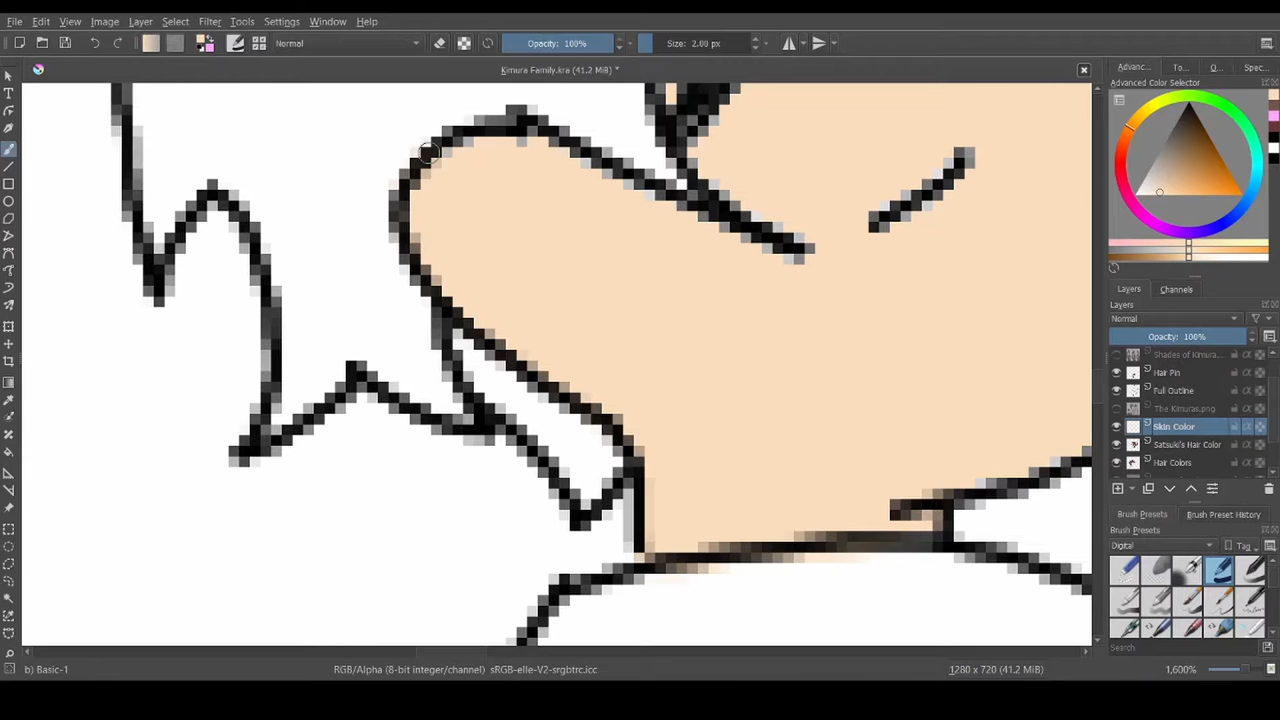 File Edit View Image Layer Select Filter Tools Settings Window Help
Normal Opacity: 100% Size: 2.00 px
Kimura Family.kra (41.2 MiB) *
Advanc... To... Q... Spec...
Advanced Color Selector
Layers Channels
Layers
Normal
Opacity: 100%
Shades of Kimura...
Hair Pin
Full Outline
The Kimuras.png
Skin Color
Satsuki's Hair Color
Hair Colors
Brush Presets Brush Preset History
Brush Presets
Digital Tag
Search
b) Basic-1 RGB/Alpha (8-bit integer/channel) sRGB-elle-V2-srgbtrc.icc 1280 x 720 (41.2 MiB) 1,600%